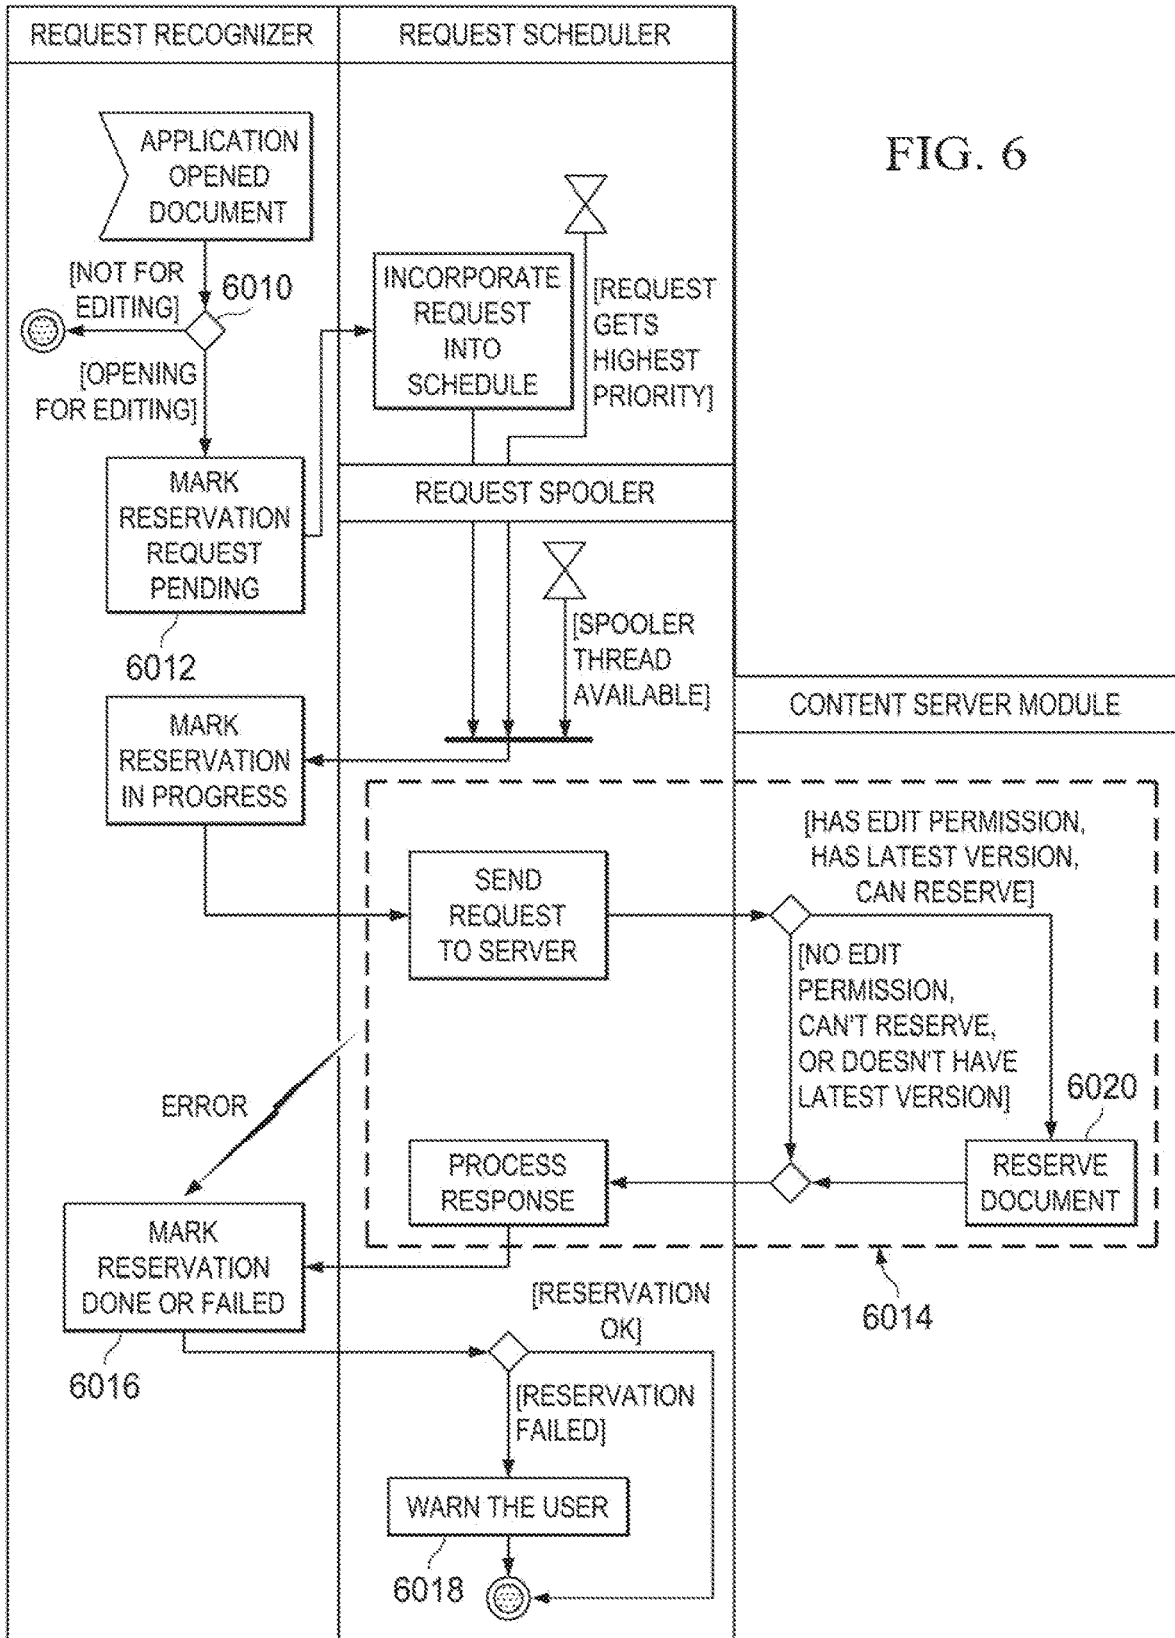 REQUEST RECOGNIZER
REQUEST SCHEDULER
FIG. 6
APPLICATION
OPENED
DOCUMENT
[NOT FOR
EDITING]
6010
[OPENING
FOR EDITING]
INCORPORATE
REQUEST
INTO
SCHEDULE
[REQUEST
GETS
HIGHEST
PRIORITY]
MARK
RESERVATION
REQUEST
PENDING
6012
REQUEST SPOOLER
[SPOOLER
THREAD
AVAILABLE]
CONTENT SERVER MODULE
MARK
RESERVATION
IN PROGRESS
SEND
REQUEST
TO SERVER
[HAS EDIT PERMISSION,
HAS LATEST VERSION,
CAN RESERVE]
[NO EDIT
PERMISSION,
CAN'T RESERVE,
OR DOESN'T HAVE
LATEST VERSION]
6020
RESERVE
DOCUMENT
ERROR
PROCESS
RESPONSE
6014
MARK
RESERVATION
DONE OR FAILED
6016
[RESERVATION
OK]
[RESERVATION
FAILED]
WARN THE USER
6018